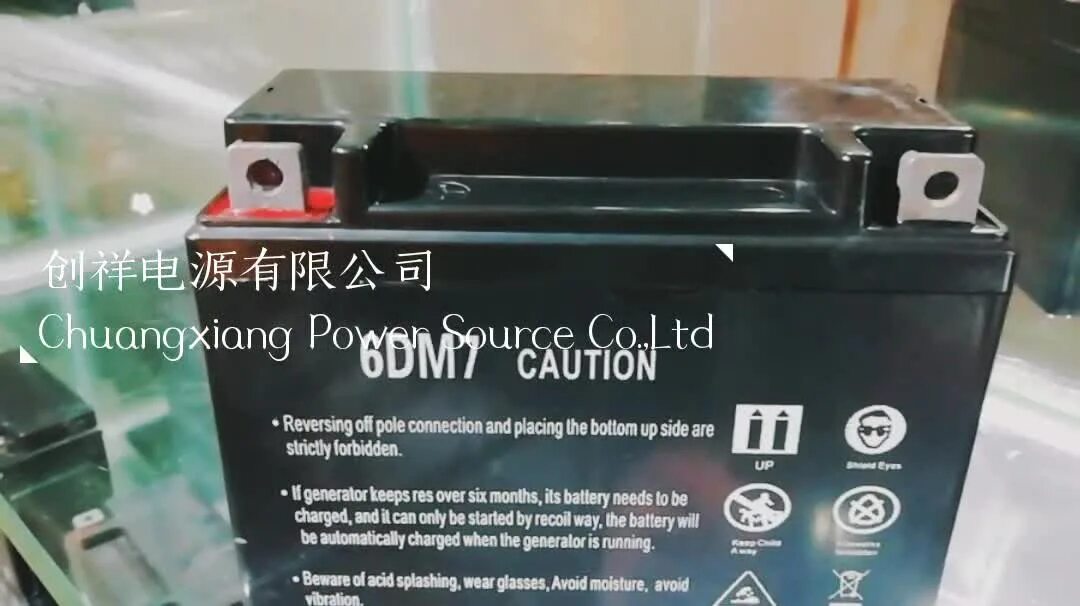 创祥电源有限公司
Chuangxiang Power Source Co.,Ltd
6DM7 CAUTION
• Reversing off pole connection and placing the bottom up side are
strictly forbidden.
UP
Shield Eyes
• If generator keeps res over six months, its battery needs to be
charged, and it can only be started by recoil way, the battery will
be automatically charged when the generator is running.
Keep Child
Away
• Beware of acid splashing, wear glasses, Avoid moisture, avoid
vibration.